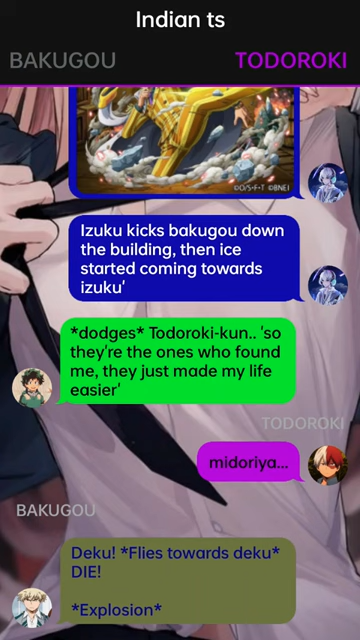 Indian ts
BAKUGOU
TODOROKI
©O/S・F・T ©BNEI
Izuku kicks bakugou down
the building, then ice
started coming towards
izuku'
*dodges* Todoroki-kun.. 'so
they're the ones who found
me, they just made my life
easier'
TODOROKI
midoriya...
BAKUGOU
Deku! *Flies towards deku*
DIE!
*Explosion*